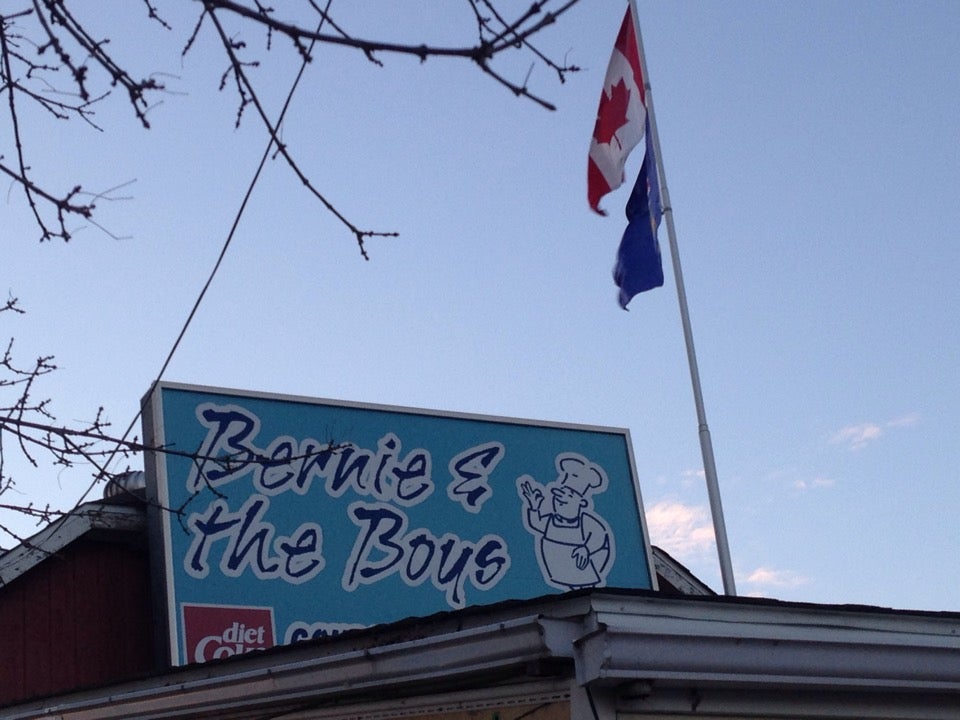 Bernie &
the Boys
diet
Coke